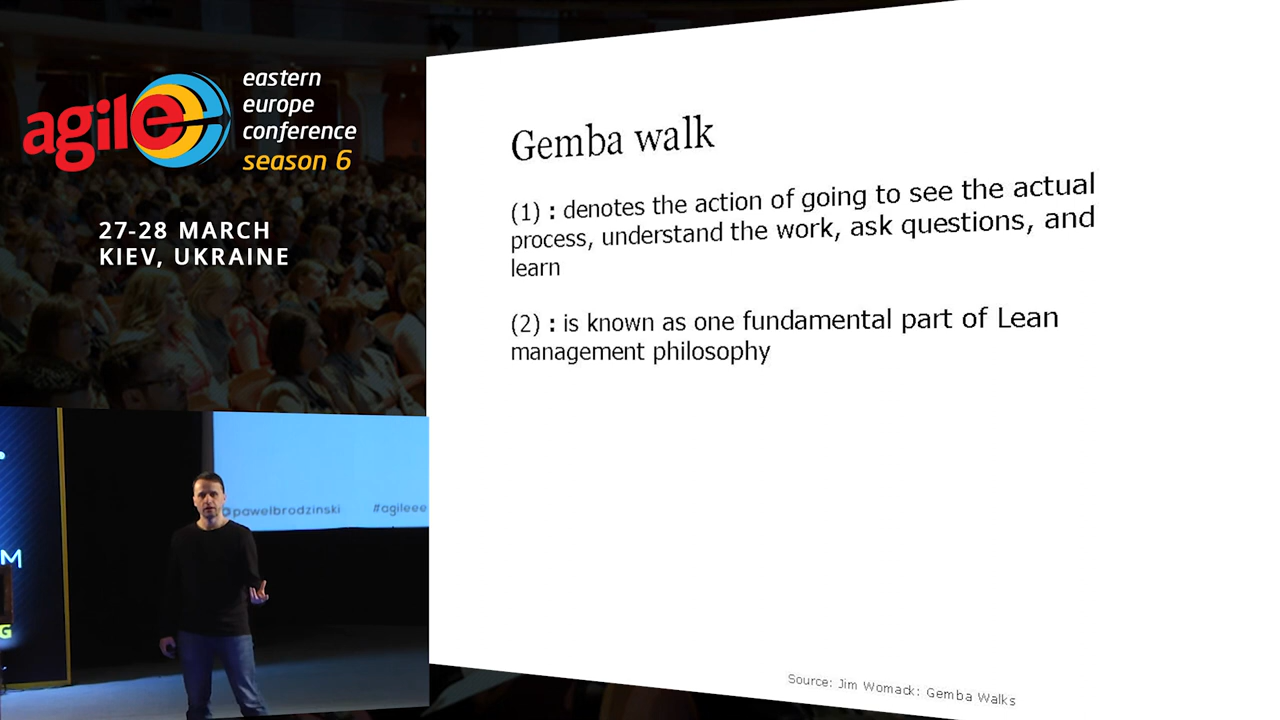 agile
eastern
europe
conference
season 6
27-28 MARCH
KIEV, UKRAINE
Gemba walk
(1) : denotes the action of going to see the actual
process, understand the work, ask questions, and
learn
(2) : is known as one fundamental part of Lean
management philosophy
Source: Jim Womack: Gemba Walks
@pawelbrodzinski #agileee
M
G